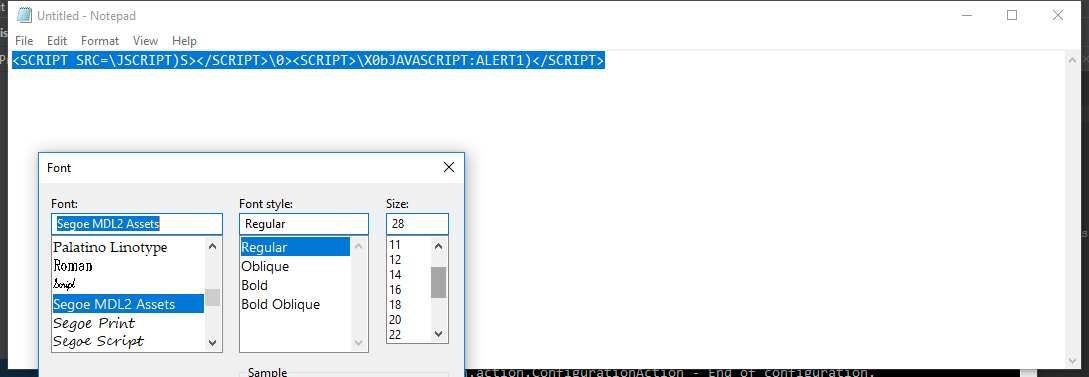 Untitled - Notepad
File Edit Format View Help
<SCRIPT SRC=\JSCRIPT)S></SCRIPT>\0><SCRIPT>\X0bJAVASCRIPT:ALERT1)</SCRIPT>
Font
Font: Font style: Size:
Segoe MDL2 Assets Regular 28
Palatino Linotype Regular 11
Roman Oblique 12
Script Bold 14
Segoe MDL2 Assets Bold Oblique 16
Segoe Print 18
Segoe Script 20
22
Sample
.action.ConfigurationAction - End of configuration.